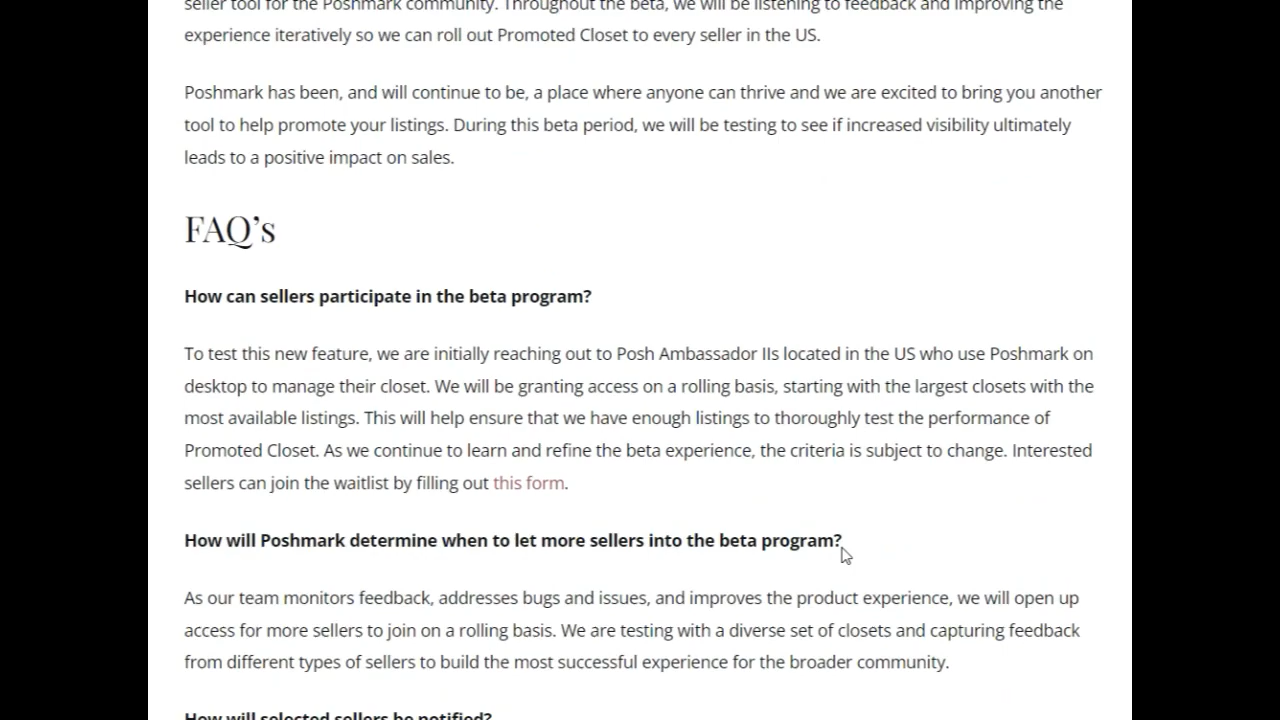 seller tool for the Poshmark community. Throughout the beta, we will be listening to feedback and improving the
experience iteratively so we can roll out Promoted Closet to every seller in the US.
Poshmark has been, and will continue to be, a place where anyone can thrive and we are excited to bring you another
tool to help promote your listings. During this beta period, we will be testing to see if increased visibility ultimately
leads to a positive impact on sales.
FAQ’s
How can sellers participate in the beta program?
To test this new feature, we are initially reaching out to Posh Ambassador IIs located in the US who use Poshmark on
desktop to manage their closet. We will be granting access on a rolling basis, starting with the largest closets with the
most available listings. This will help ensure that we have enough listings to thoroughly test the performance of
Promoted Closet. As we continue to learn and refine the beta experience, the criteria is subject to change. Interested
sellers can join the waitlist by filling out this form.
How will Poshmark determine when to let more sellers into the beta program?
As our team monitors feedback, addresses bugs and issues, and improves the product experience, we will open up
access for more sellers to join on a rolling basis. We are testing with a diverse set of closets and capturing feedback
from different types of sellers to build the most successful experience for the broader community.
How will selected sellers be notified?